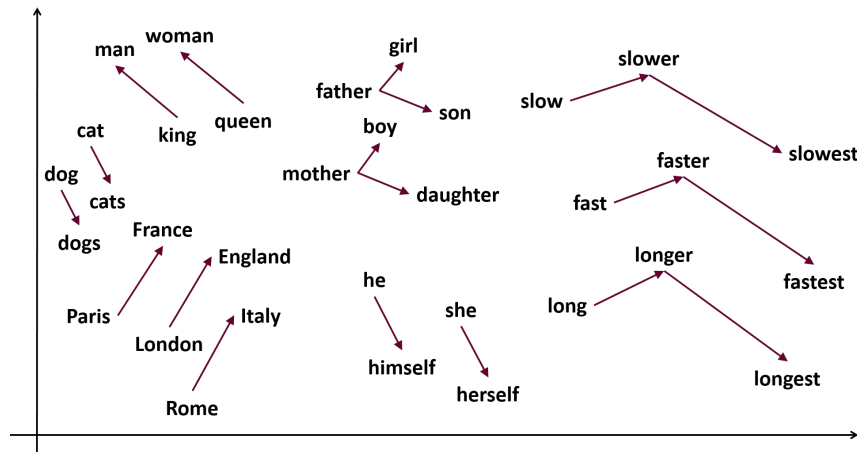 man
woman
king
queen
cat
cats
dog
dogs
France
Paris
England
London
Italy
Rome
father
girl
son
boy
mother
daughter
he
himself
she
herself
slow
slower
slowest
fast
faster
fastest
long
longer
longest